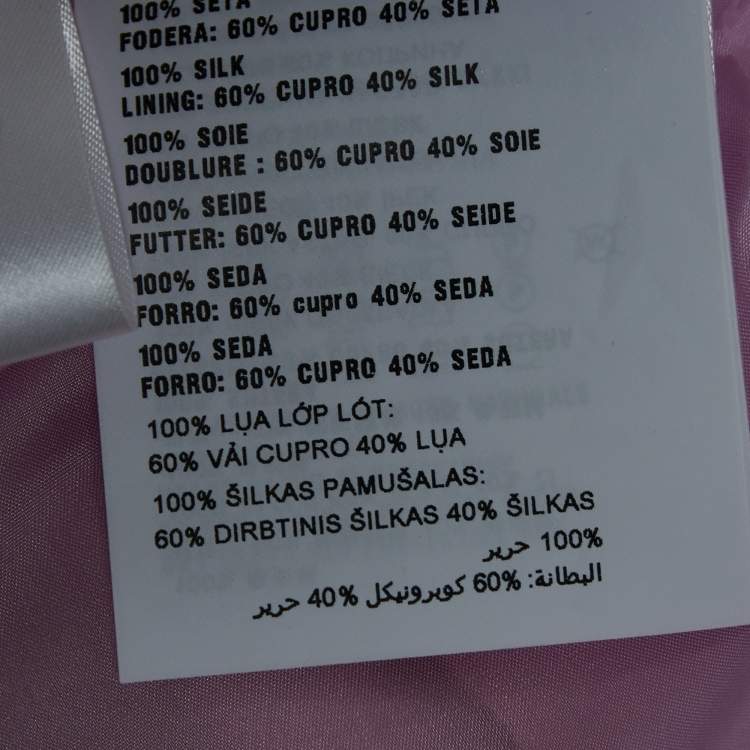 100% SETA
FODERA: 60% CUPRO 40% SETA
100% SILK
LINING: 60% CUPRO 40% SILK
100% SOIE
DOUBLURE : 60% CUPRO 40% SOIE
100% SEIDE
FUTTER: 60% CUPRO 40% SEIDE
100% SEDA
FORRO: 60% cupro 40% SEDA
100% SEDA
FORRO: 60% CUPRO 40% SEDA
100% LỤA LỚP LÓT:
60% VẢI CUPRO 40% LỤA
100% ŠILKAS PAMUŠALAS:
60% DIRBTINIS ŠILKAS 40% ŠILKAS
100% حرير
البطانة: 60% كوبرونيكل 40% حرير